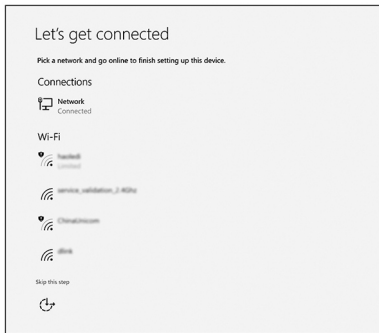 Let's get connected
Pick a network and go online to finish setting up this device.
Connections
Network
Connected
Wi-Fi
Limited
service_validation_2.4Ghz
ChinaUnicom
dlink
Skip this step